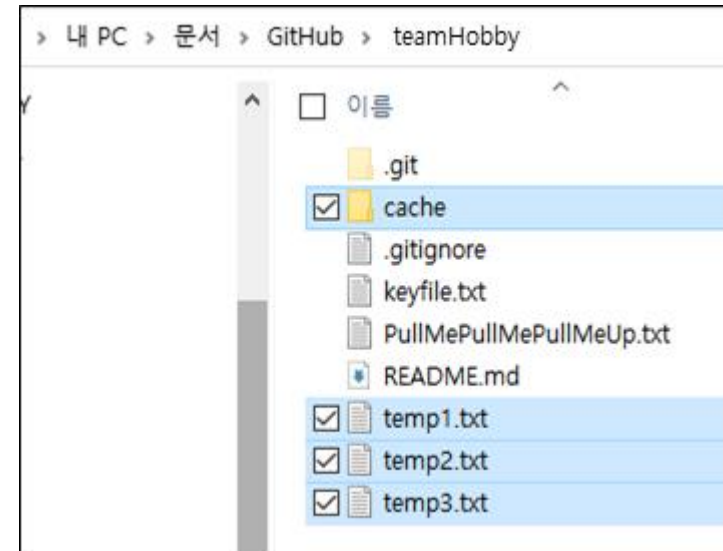 > 내 PC > 문서 > GitHub > teamHobby
이름
.git
cache
.gitignore
keyfile.txt
PullMePullMePullMeUp.txt
README.md
temp1.txt
temp2.txt
temp3.txt